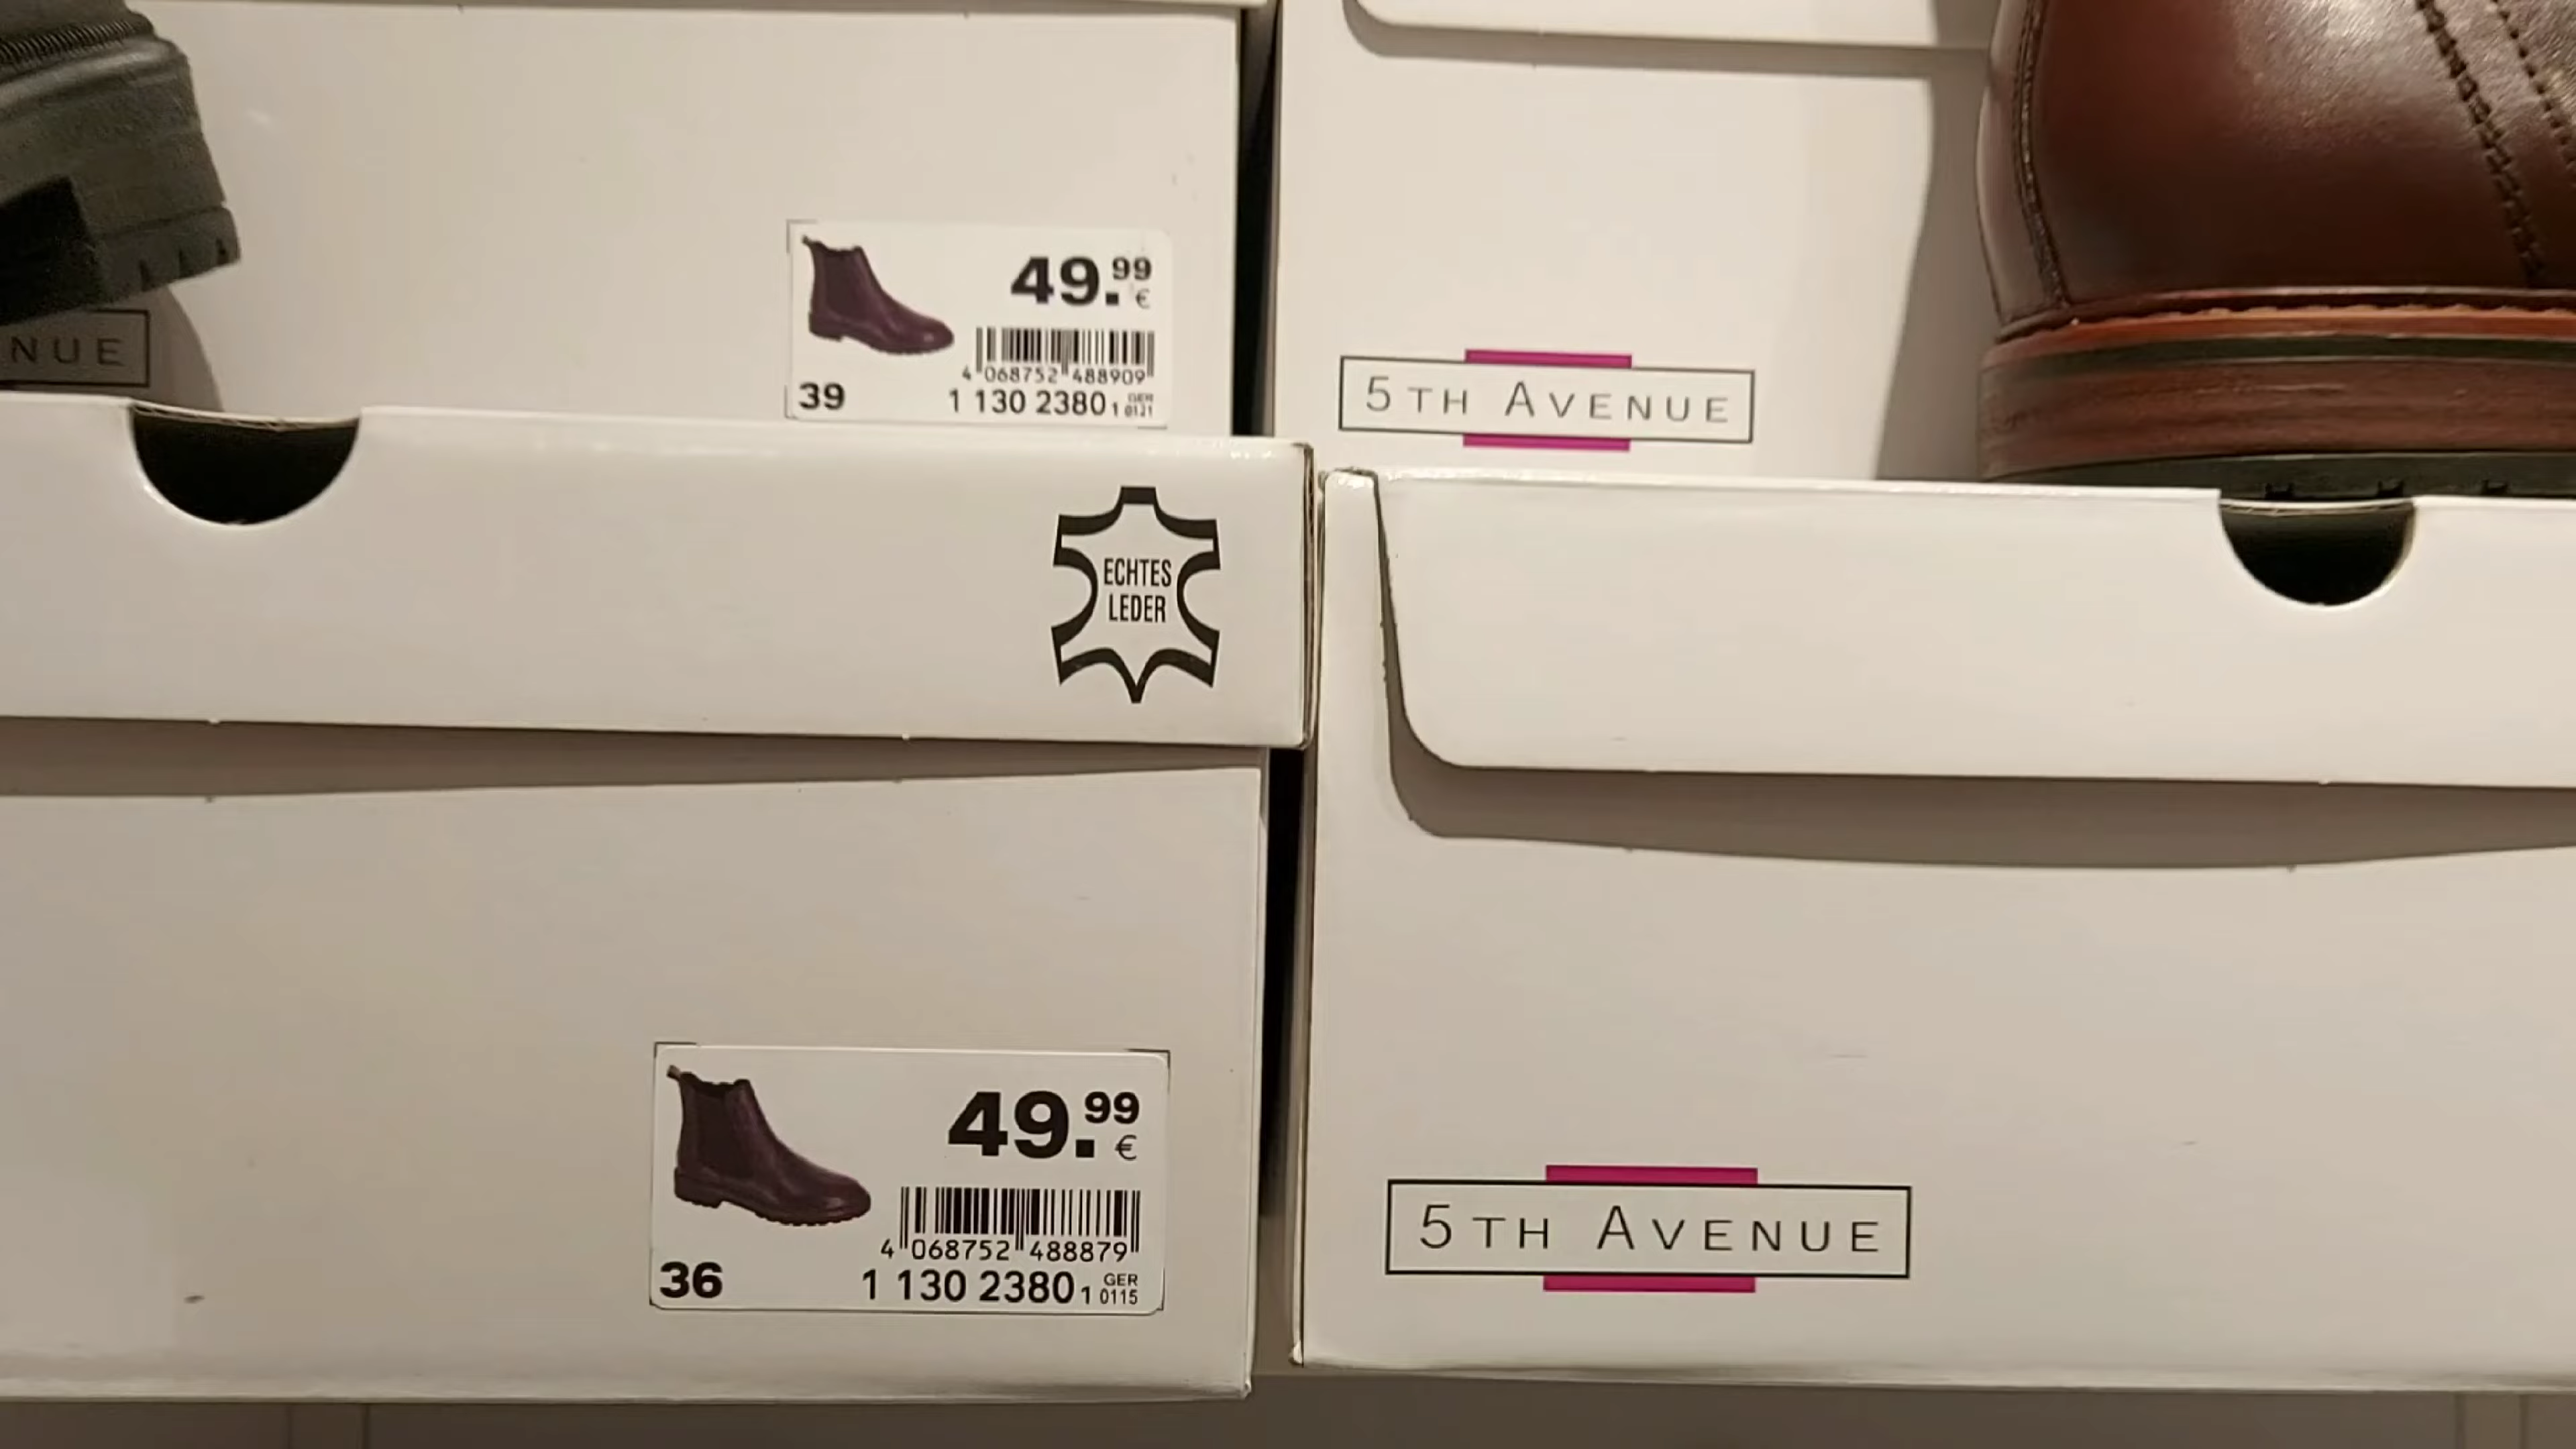 49.99
€
4 068752 488909
39
1 130 2380 1 GER 0121
NUE
5TH AVENUE
ECHTES
LEDER
49.99
€
4 068752 488879
36
1 130 2380 1 GER 0115
5TH AVENUE